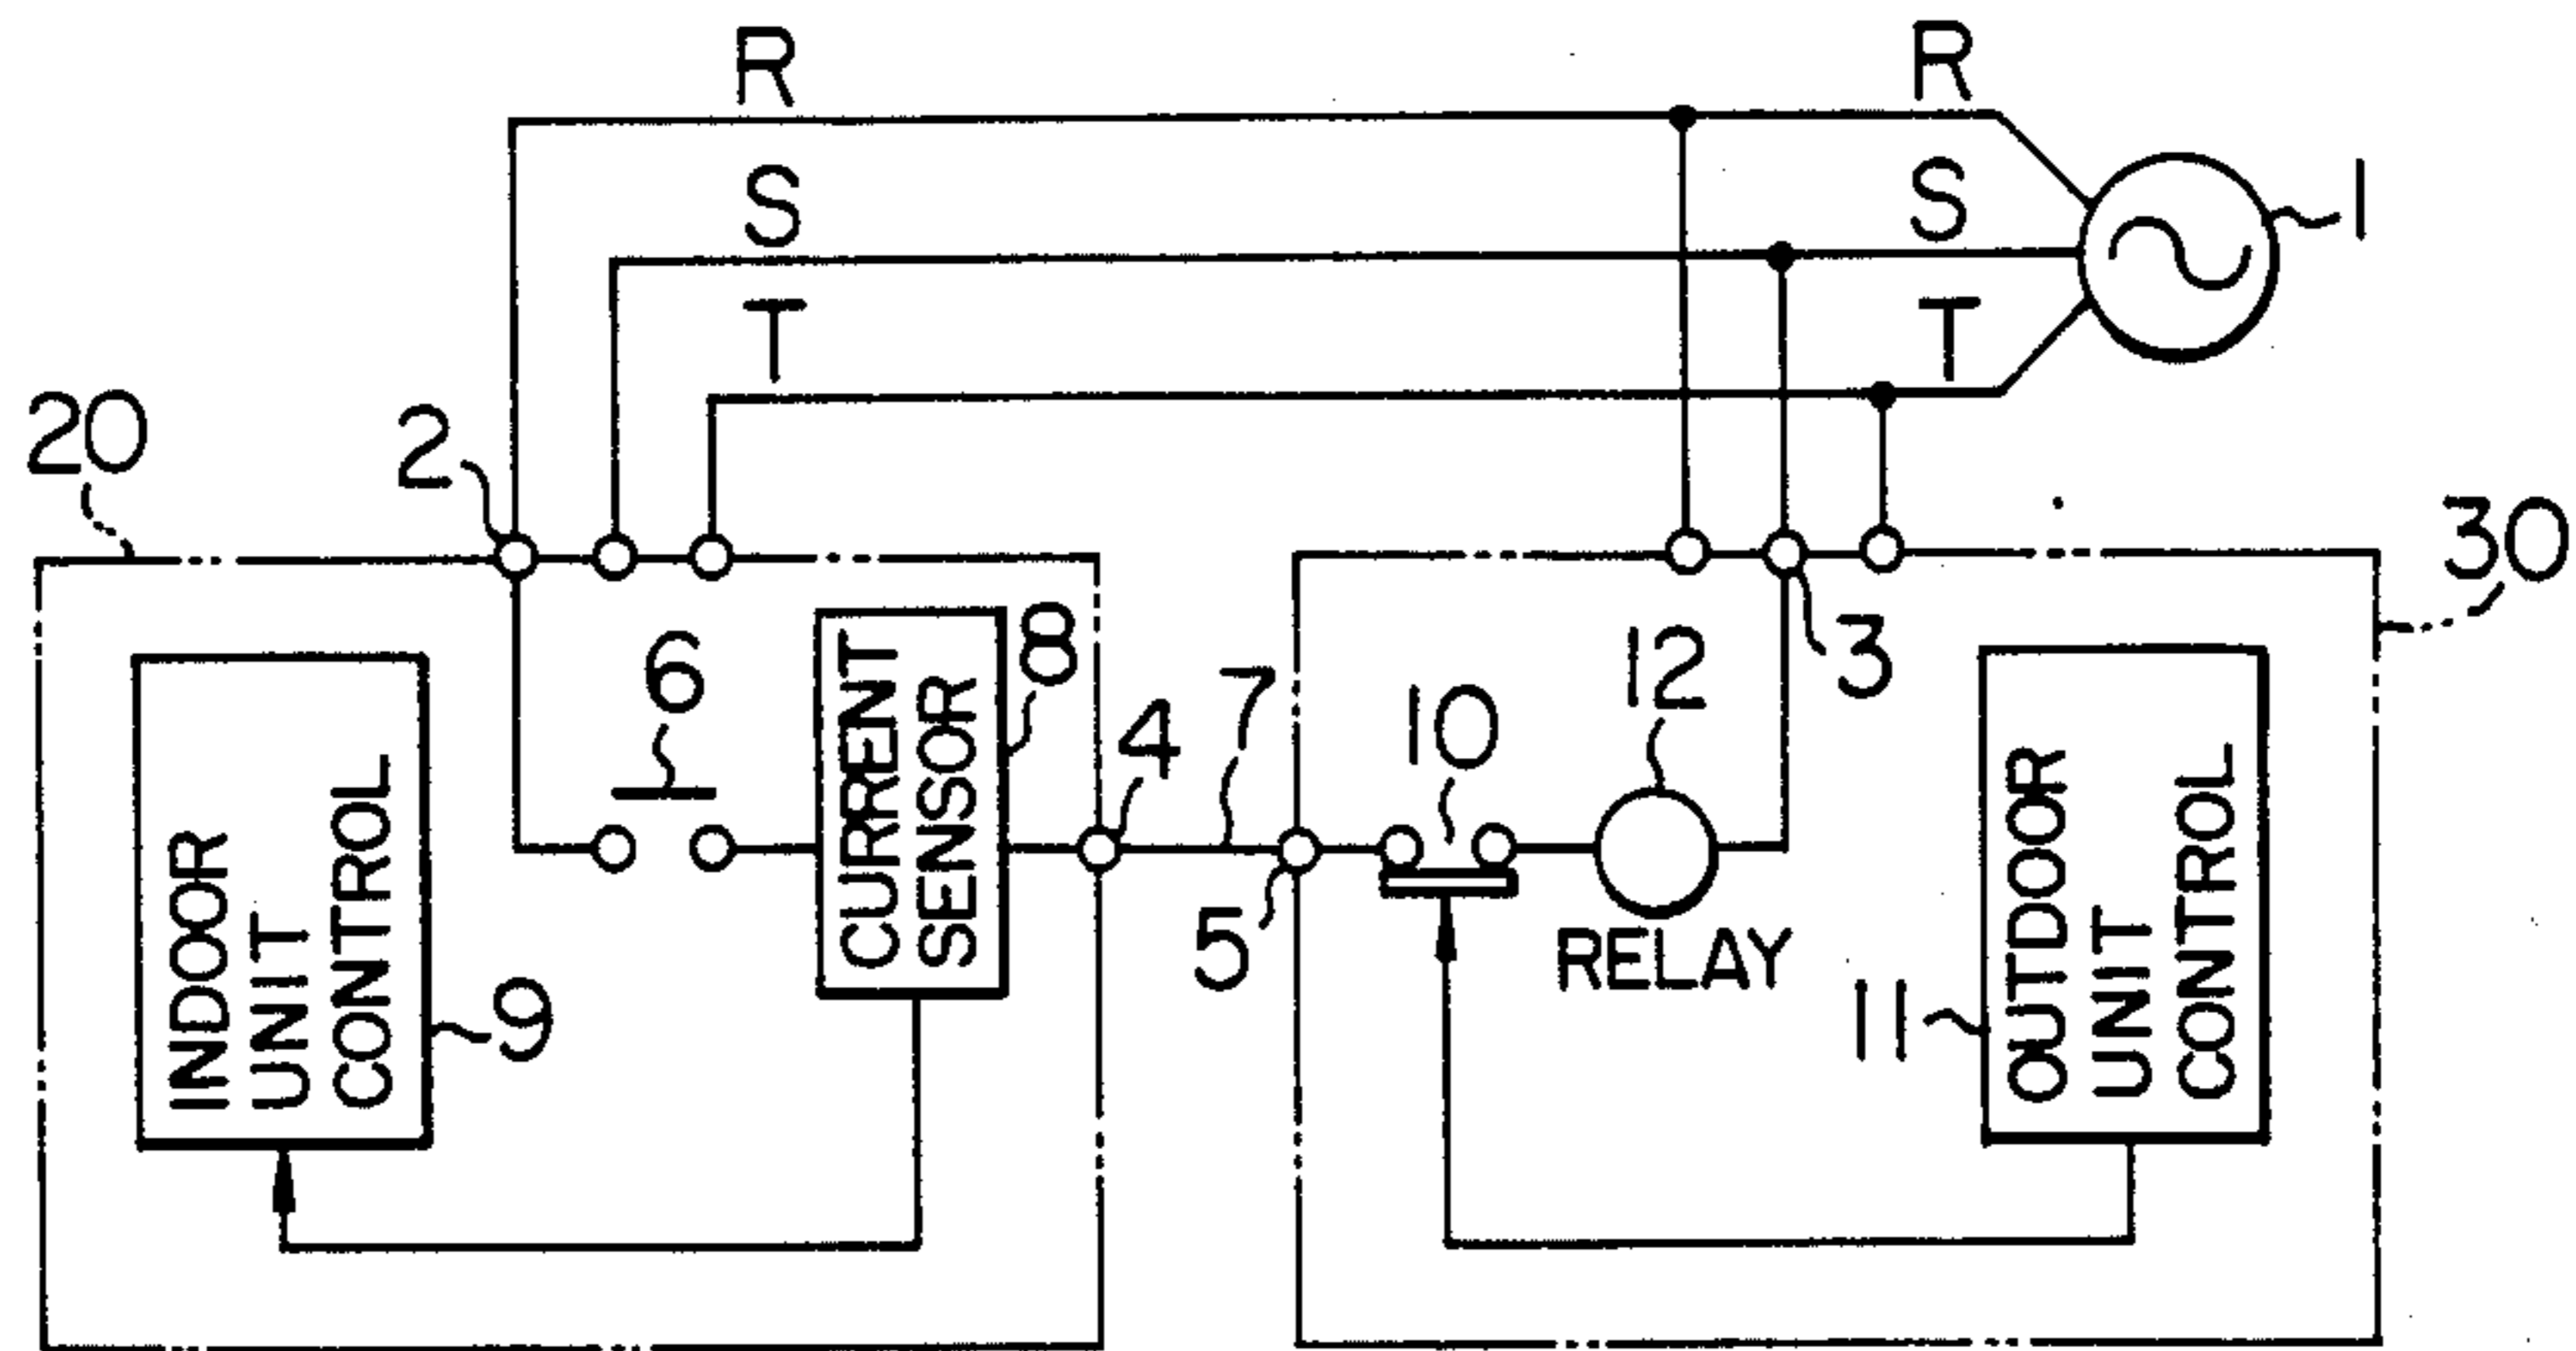 R
R
S
S
T
T
1
20
2
30
3
6
8
7
4
10
12
5
CURRENT
SENSOR
INDOOR
UNIT
CONTROL
9
RELAY
11
OUTDOOR
UNIT
CONTROL